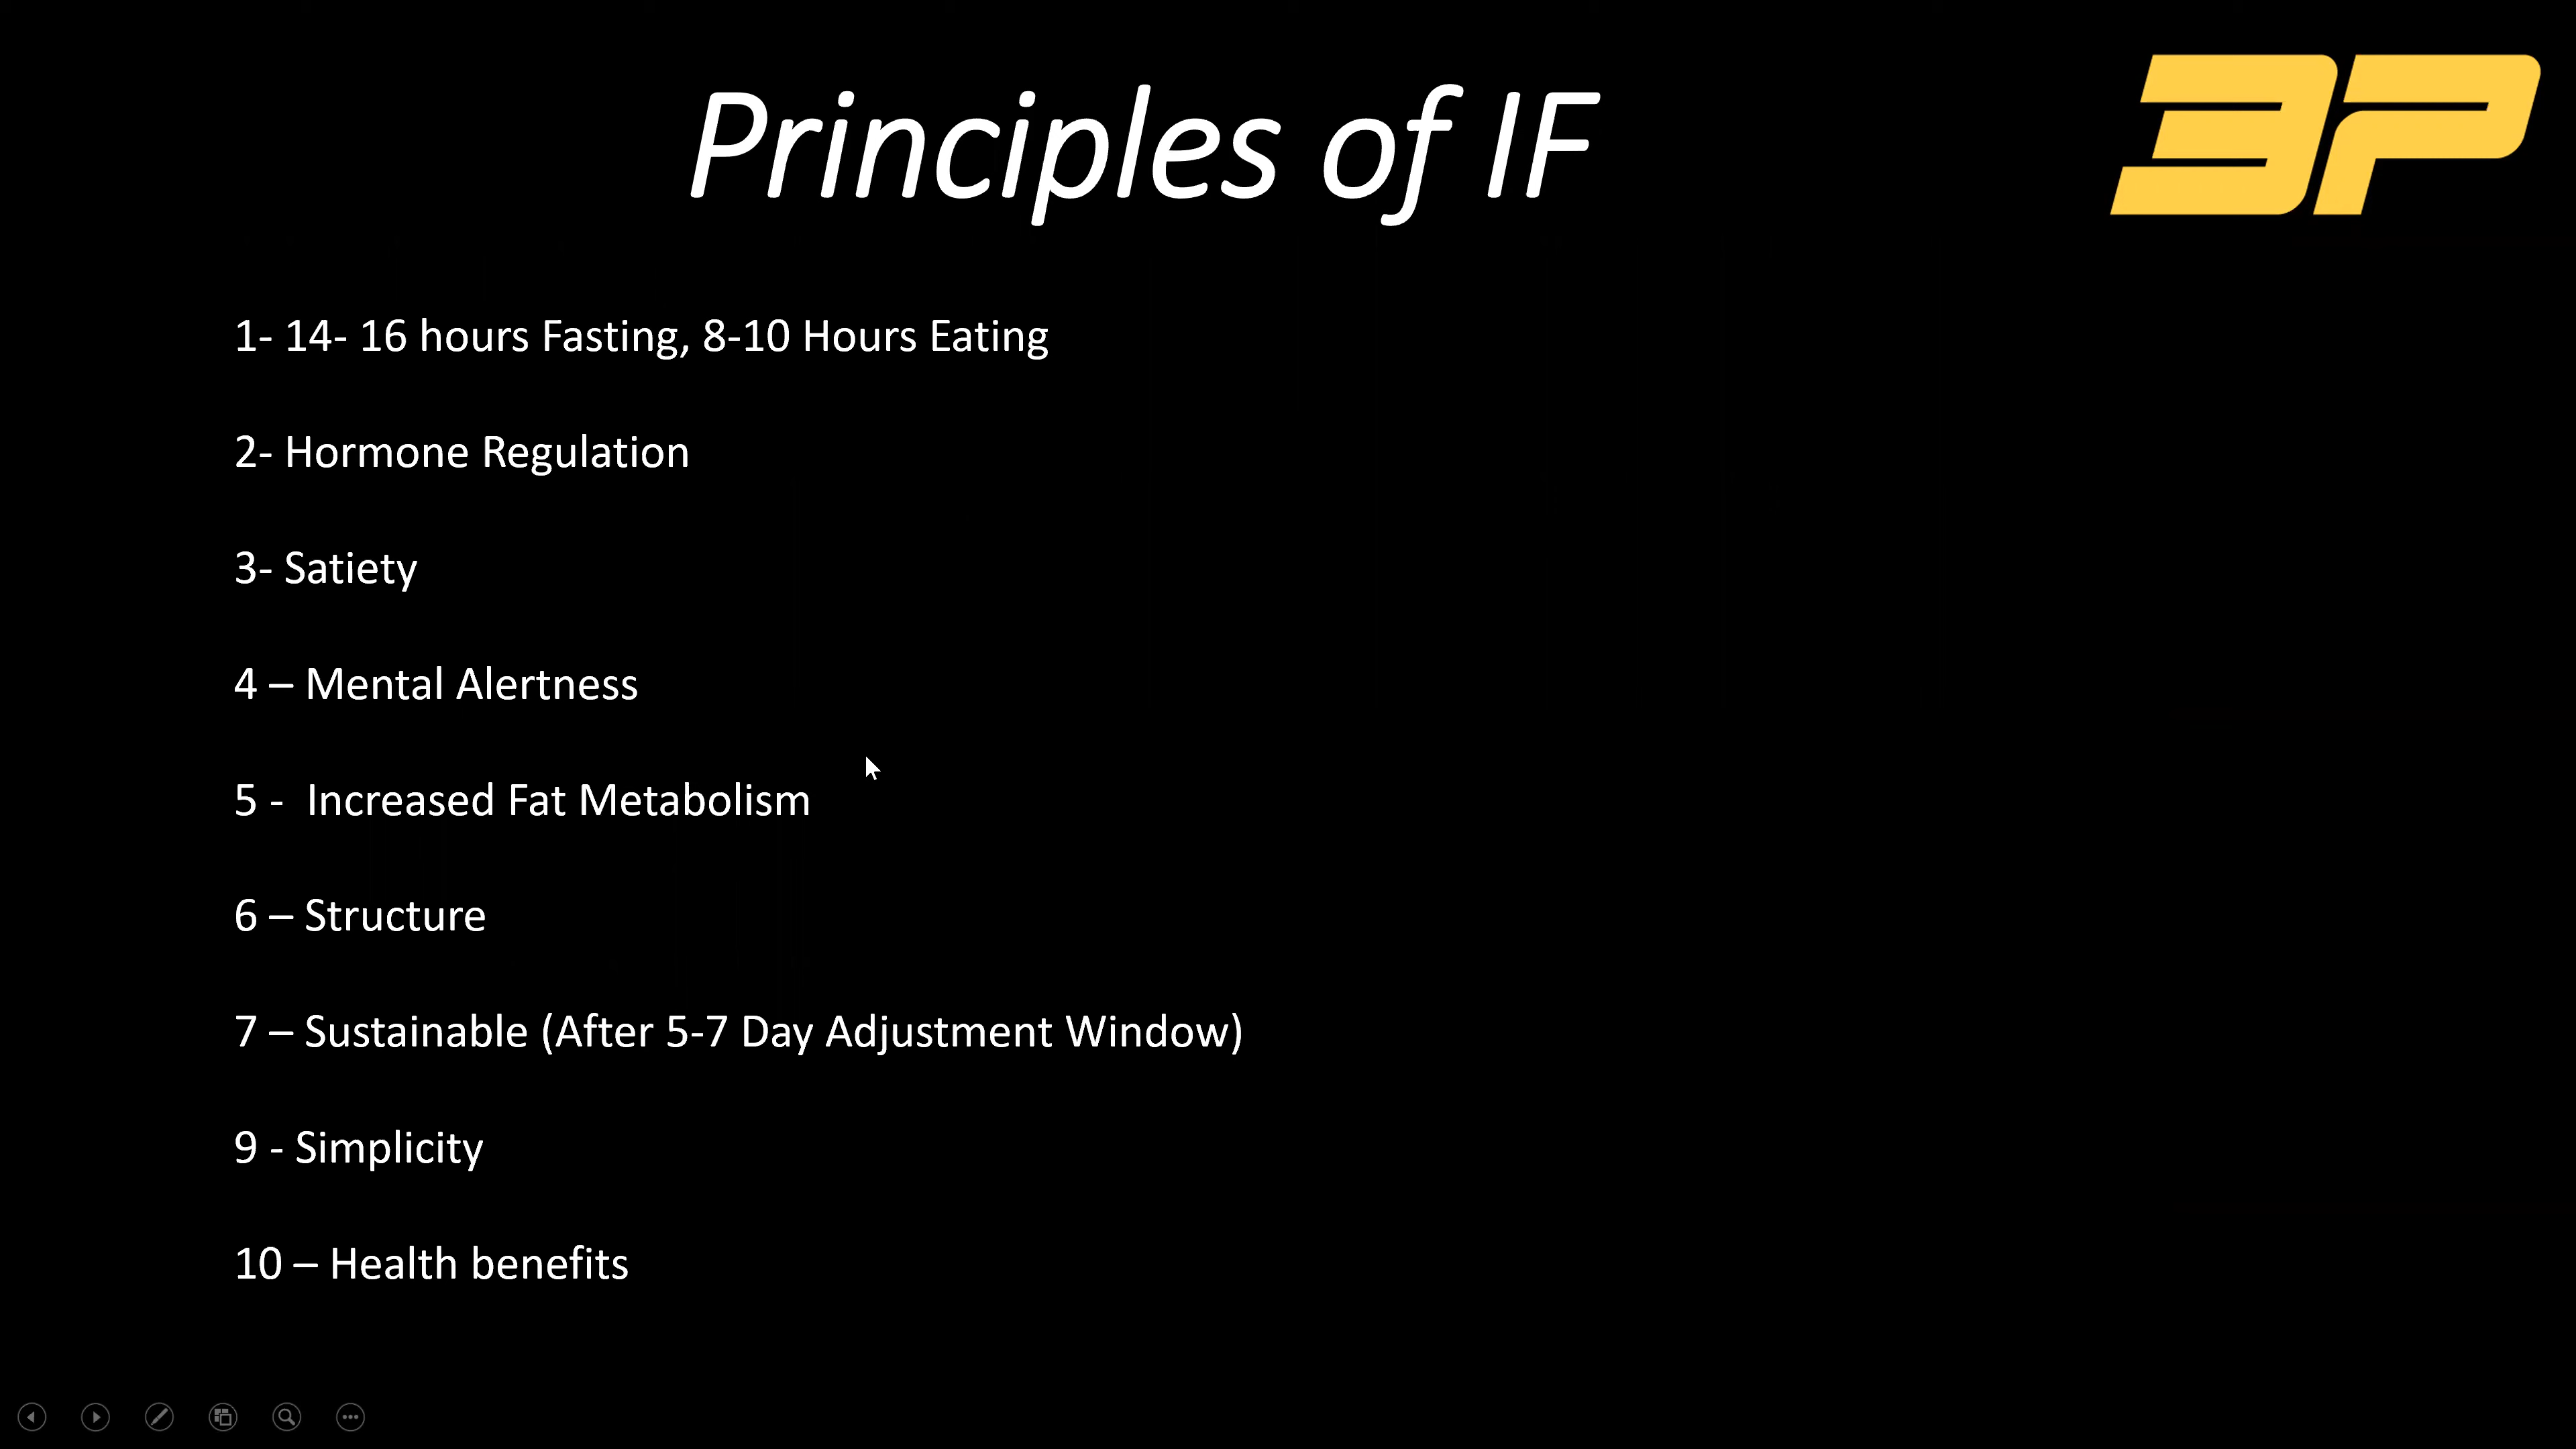 Principles of IF
3P
1- 14- 16 hours Fasting, 8-10 Hours Eating
2- Hormone Regulation
3- Satiety
4 – Mental Alertness
5 -  Increased Fat Metabolism
6 – Structure
7 – Sustainable (After 5-7 Day Adjustment Window)
9 - Simplicity
10 – Health benefits